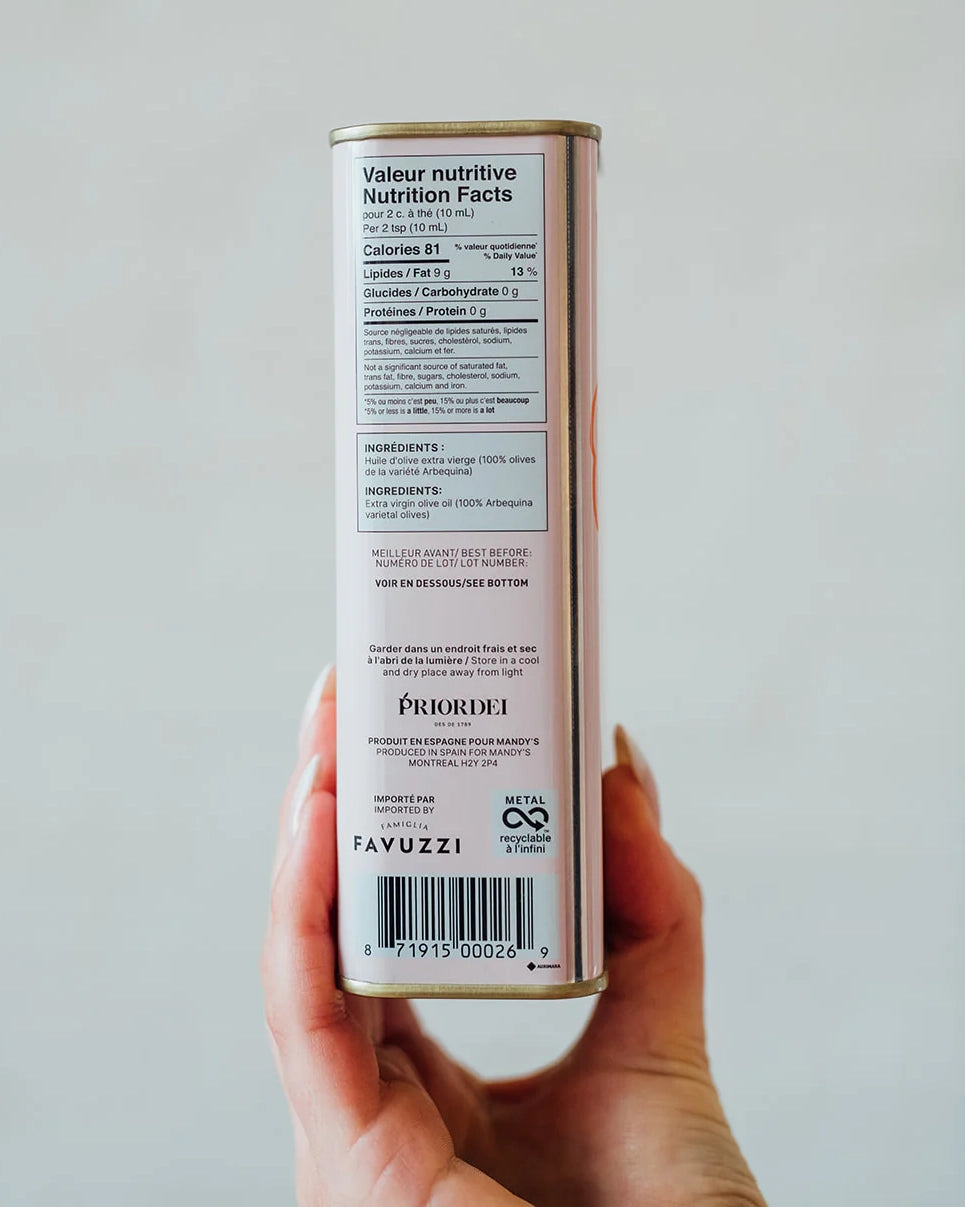 Valeur nutritive
Nutrition Facts
pour 2 c. à thé (10 mL)
Per 2 tsp (10 mL)
Calories 81
% valeur quotidienne*
% Daily Value*
Lipides / Fat 9 g 13 %
Glucides / Carbohydrate 0 g
Protéines / Protein 0 g
Source négligeable de lipides saturés, lipides
trans, fibres, sucres, cholestérol, sodium,
potassium, calcium et fer.
Not a significant source of saturated fat,
trans fat, fibre, sugars, cholesterol, sodium,
potassium, calcium and iron.
*5% ou moins c'est peu, 15% ou plus c'est beaucoup
*5% or less is a little, 15% or more is a lot
INGRÉDIENTS :
Huile d'olive extra vierge (100% olives
de la variété Arbequina)
INGREDIENTS:
Extra virgin olive oil (100% Arbequina
varietal olives)
MEILLEUR AVANT/ BEST BEFORE:
NUMÉRO DE LOT/ LOT NUMBER:
VOIR EN DESSOUS/SEE BOTTOM
Garder dans un endroit frais et sec
à l'abri de la lumière / Store in a cool
and dry place away from light
PRIORDEI
DES DE 1789
PRODUIT EN ESPAGNE POUR MANDY'S
PRODUCED IN SPAIN FOR MANDY'S
MONTREAL H2Y 2P4
IMPORTÉ PAR
IMPORTED BY
FAMIGLIA
FAVUZZI
METAL
TM
recyclable
à l'infini
8 71915 00026 9